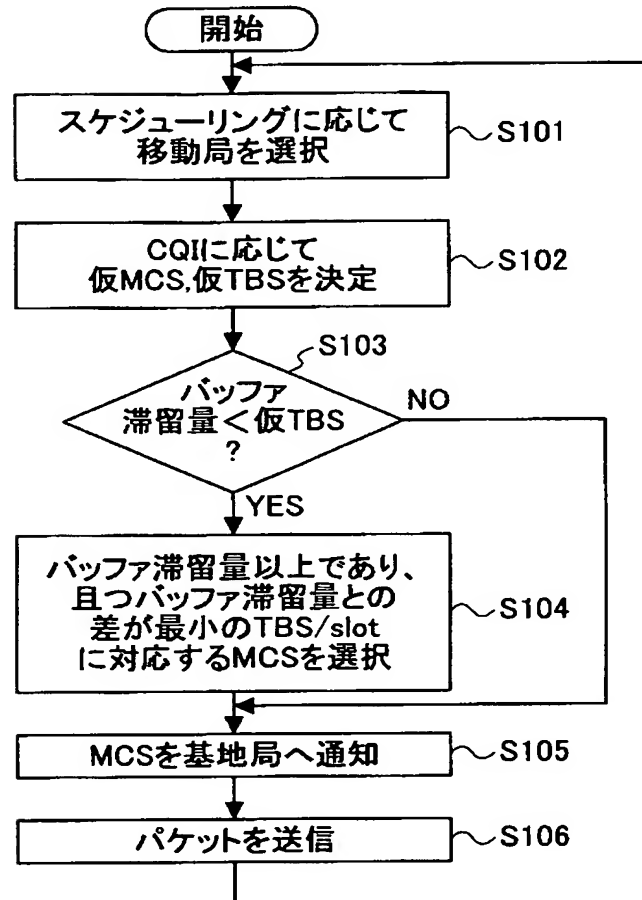 開始
スケジューリングに応じて
移動局を選択
S101
CQIに応じて
仮MCS,仮TBSを決定
S102
S103
バッファ
滞留量<仮TBS
?
NO
YES
バッファ滞留量以上であり、
且つバッファ滞留量との
差が最小のTBS/slot
に対応するMCSを選択
S104
MCSを基地局へ通知
S105
パケットを送信
S106